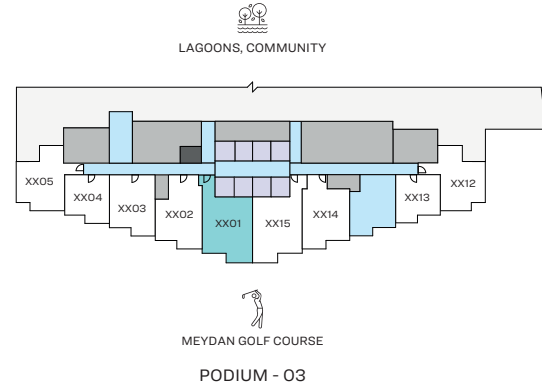 LAGOONS, COMMUNITY
XX05
XX04
XX03
XX02
XX01
XX15
XX14
XX13
XX12
MEYDAN GOLF COURSE
PODIUM - 03